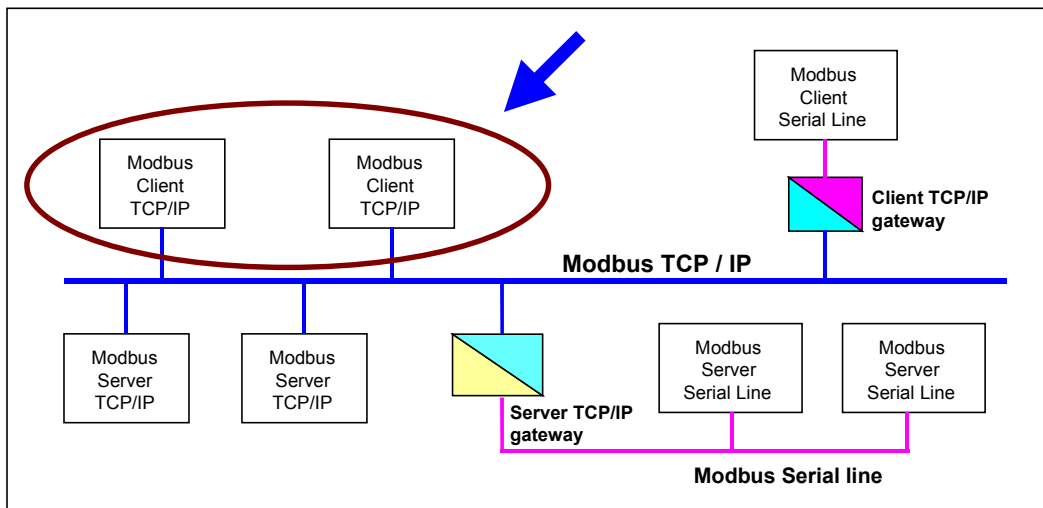 Modbus
Client
Serial Line
Modbus
Client
TCP/IP
Modbus
Client
TCP/IP
Client TCP/IP
gateway
Modbus TCP / IP
Modbus
Server
TCP/IP
Modbus
Server
TCP/IP
Server TCP/IP
gateway
Modbus
Server
Serial Line
Modbus
Server
Serial Line
Modbus Serial line